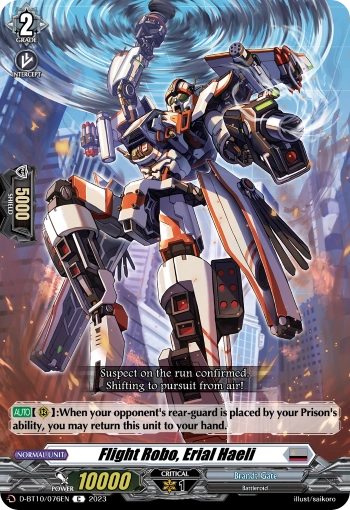 2
GRADE
INTERCEPT
5000
SHIELD
Suspect on the run confirmed.
Shifting to pursuit from air!
AUTO【 】:When your opponent's rear-guard is placed by your Prison's
ability, you may return this unit to your hand.
〈NORMAL UNIT〉
Flight Robo, Erial Haeli
POWER 10000
CRITICAL
1
Brandt Gate
Battleroid
D-BT10/076EN C 2023
illust/saikoro